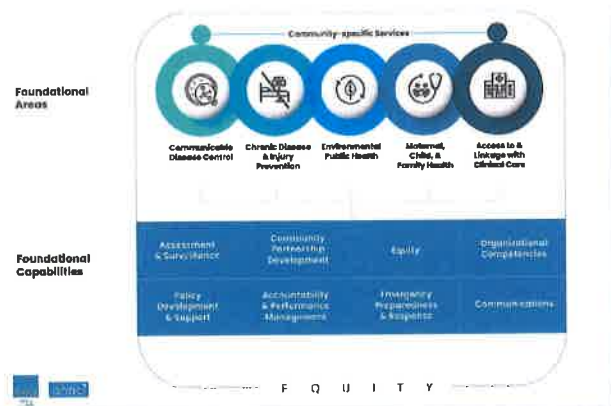 Community-specific Services
Foundational
Areas
Communicable
Disease Control
Chronic Disease
& Injury
Prevention
Environmental
Public Health
Maternal,
Child, &
Family Health
Access to &
Linkage with
Clinical Care
Foundational
Capabilities
Assessment
& Surveillance
Community
Partnership
Development
Equity
Organizational
Competencies
Policy
Development
& Support
Accountability
& Performance
Management
Emergency
Preparedness
& Response
Communications
EQUITY